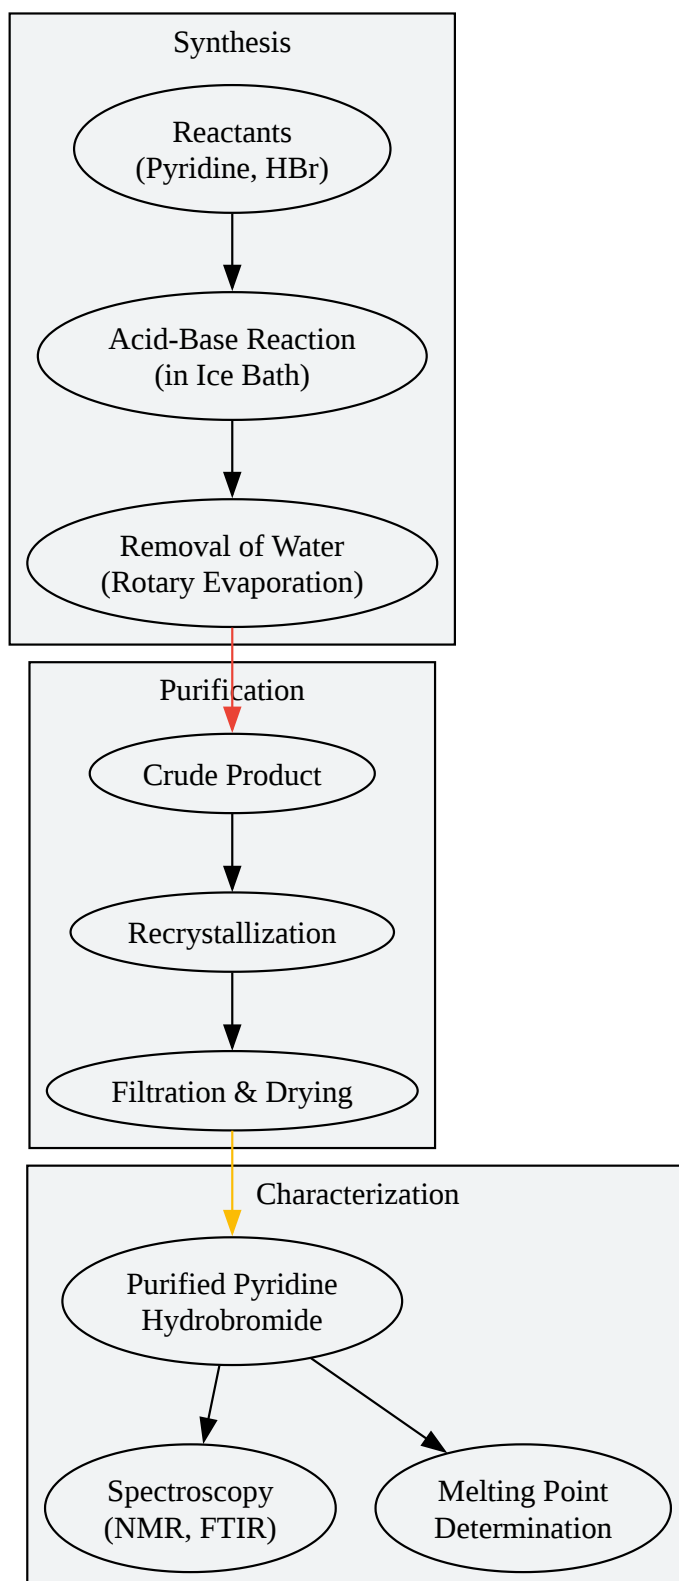 Synthesis
Reactants
(Pyridine, HBr)
Acid-Base Reaction
(in Ice Bath)
Removal of Water
(Rotary Evaporation)
Purification
Crude Product
Recrystallization
Filtration & Drying
Characterization
Purified Pyridine
Hydrobromide
Spectroscopy
(NMR, FTIR)
Melting Point
Determination